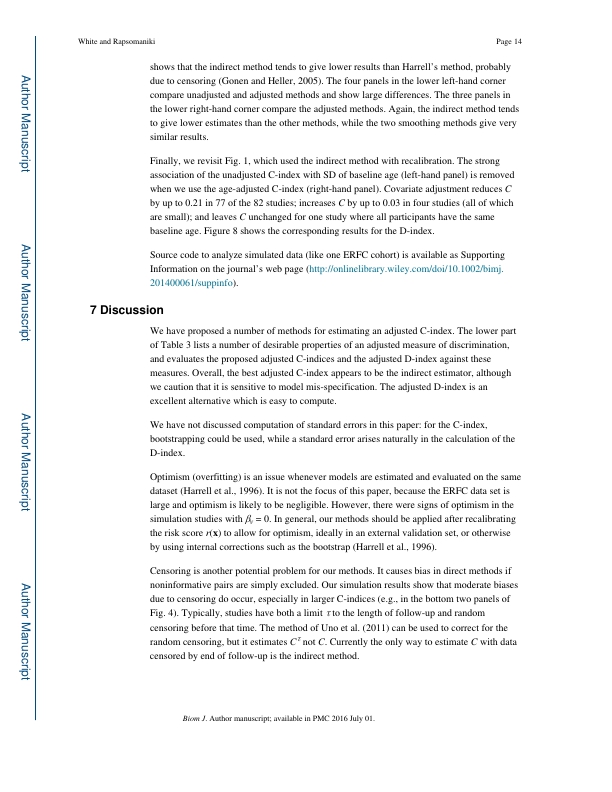 White and Rapsomaniki
Page 14
shows that the indirect method tends to give lower results than Harrell's method, probably
due to censoring (Gonen and Heller, 2005). The four panels in the lower left-hand corner
compare unadjusted and adjusted methods and show large differences. The three panels in
the lower right-hand corner compare the adjusted methods. Again, the indirect method tends
to give lower estimates than the other methods, while the two smoothing methods give very
similar results.
Finally, we revisit Fig. 1, which used the indirect method with recalibration. The strong
association of the unadjusted C-index with SD of baseline age (left-hand panel) is removed
when we use the age-adjusted C-index (right-hand panel). Covariate adjustment reduces C
by up to 0.21 in 77 of the 82 studies; increases C by up to 0.03 in four studies (all of which
are small); and leaves C unchanged for one study where all participants have the same
baseline age. Figure 8 shows the corresponding results for the D-index.
Source code to analyze simulated data (like one ERFC cohort) is available as Supporting
Information on the journal's web page (http://onlinelibrary.wiley.com/doi/10.1002/bimj.
201400061/suppinfo).
7 Discussion
We have proposed a number of methods for estimating an adjusted C-index. The lower part
of Table 3 lists a number of desirable properties of an adjusted measure of discrimination,
and evaluates the proposed adjusted C-indices and the adjusted D-index against these
measures. Overall, the best adjusted C-index appears to be the indirect estimator, although
we caution that it is sensitive to model mis-specification. The adjusted D-index is an
excellent alternative which is easy to compute.
We have not discussed computation of standard errors in this paper: for the C-index,
bootstrapping could be used, while a standard error arises naturally in the calculation of the
D-index.
Optimism (overfitting) is an issue whenever models are estimated and evaluated on the same
dataset (Harrell et al., 1996). It is not the focus of this paper, because the ERFC data set is
large and optimism is likely to be negligible. However, there were signs of optimism in the
simulation studies with βr = 0. In general, our methods should be applied after recalibrating
the risk score r(x) to allow for optimism, ideally in an external validation set, or otherwise
by using internal corrections such as the bootstrap (Harrell et al., 1996).
Censoring is another potential problem for our methods. It causes bias in direct methods if
noninformative pairs are simply excluded. Our simulation results show that moderate biases
due to censoring do occur, especially in larger C-indices (e.g., in the bottom two panels of
Fig. 4). Typically, studies have both a limit τ to the length of follow-up and random
censoring before that time. The method of Uno et al. (2011) can be used to correct for the
random censoring, but it estimates Cτ not C. Currently the only way to estimate C with data
censored by end of follow-up is the indirect method.
Biom J. Author manuscript; available in PMC 2016 July 01.
Author Manuscript
Author Manuscript
Author Manuscript
Author Manuscript